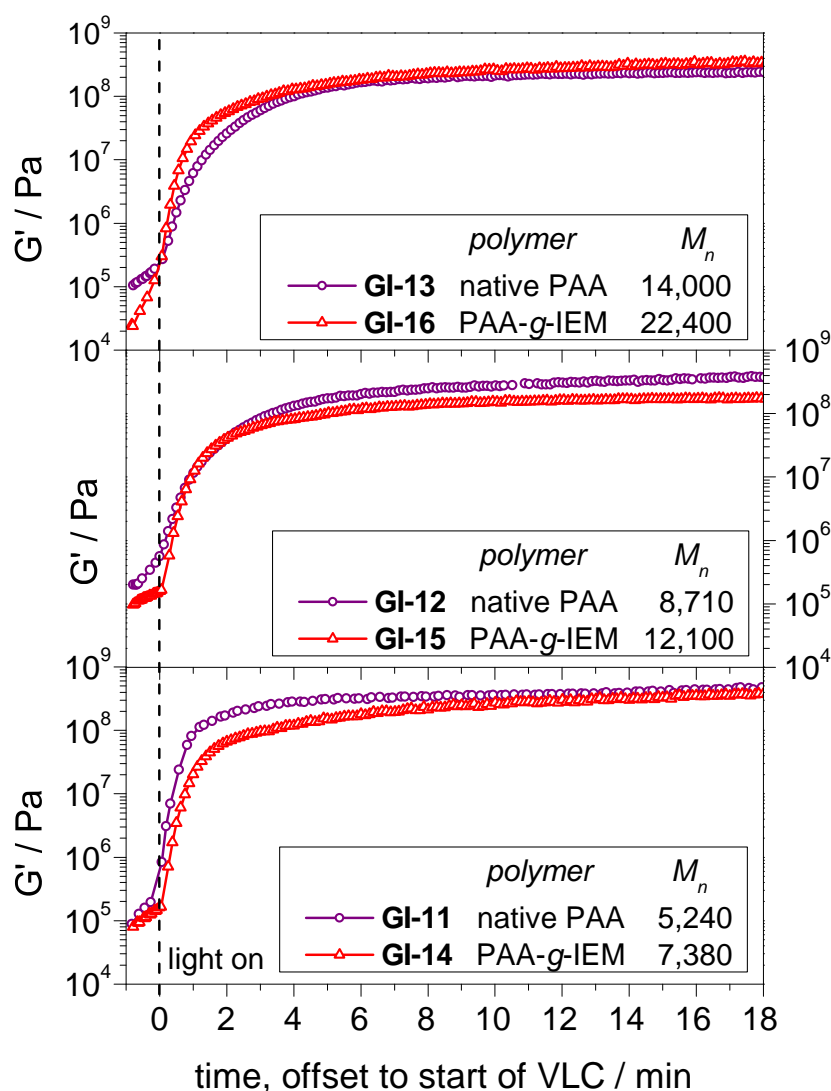 10^9
10^8
10^7
10^6
10^5
10^4
G' / Pa
polymer M_n
GI-13 native PAA 14,000
GI-16 PAA-g-IEM 22,400
10^9
10^8
10^7
10^6
10^5
10^4
G' / Pa
polymer M_n
GI-12 native PAA 8,710
GI-15 PAA-g-IEM 12,100
10^9
10^8
10^7
10^6
10^5
10^4
G' / Pa
polymer M_n
GI-11 native PAA 5,240
GI-14 PAA-g-IEM 7,380
light on
0 2 4 6 8 10 12 14 16 18
time, offset to start of VLC / min